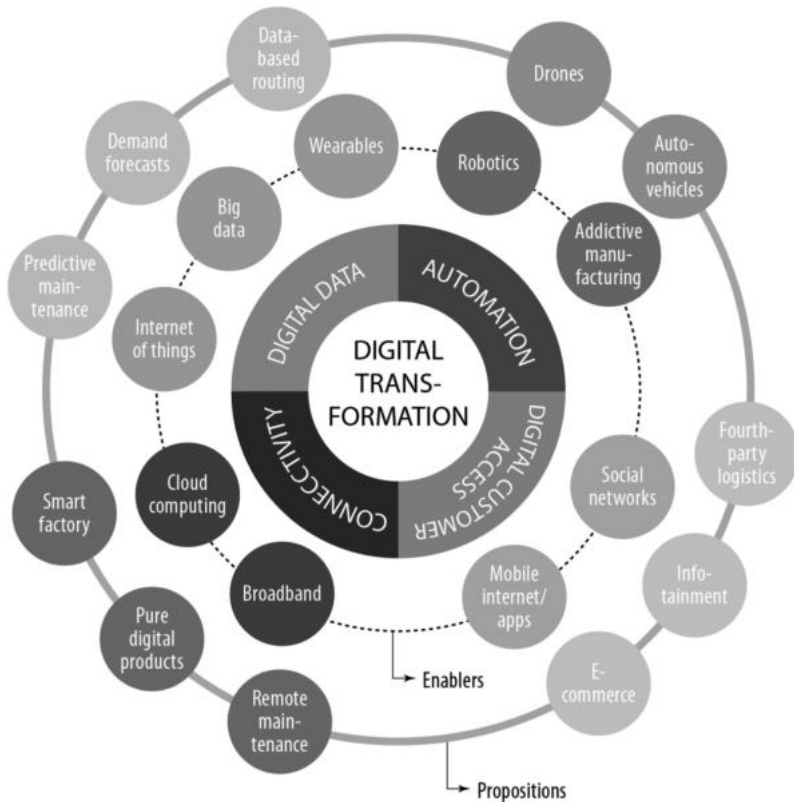 Data-
based
routing
Drones
Demand
forecasts
Wearables
Robotics
Auto-
nomous
vehicles
Big
data
Addictive
manu-
facturing
Predictive
main-
tenance
Internet
of things
DIGITAL DATA
AUTOMATION
DIGITAL
TRANS-
FORMATION
CONNECCTIVITY
DIGITAL CUSTOMER
ACCESS
Fourth-
party
logistics
Cloud
computing
Social
networks
Smart
factory
Broadband
Mobile
internet/
apps
Info-
tainment
Pure
digital
products
Enablers
E-
commerce
Remote
main-
tenance
Propositions